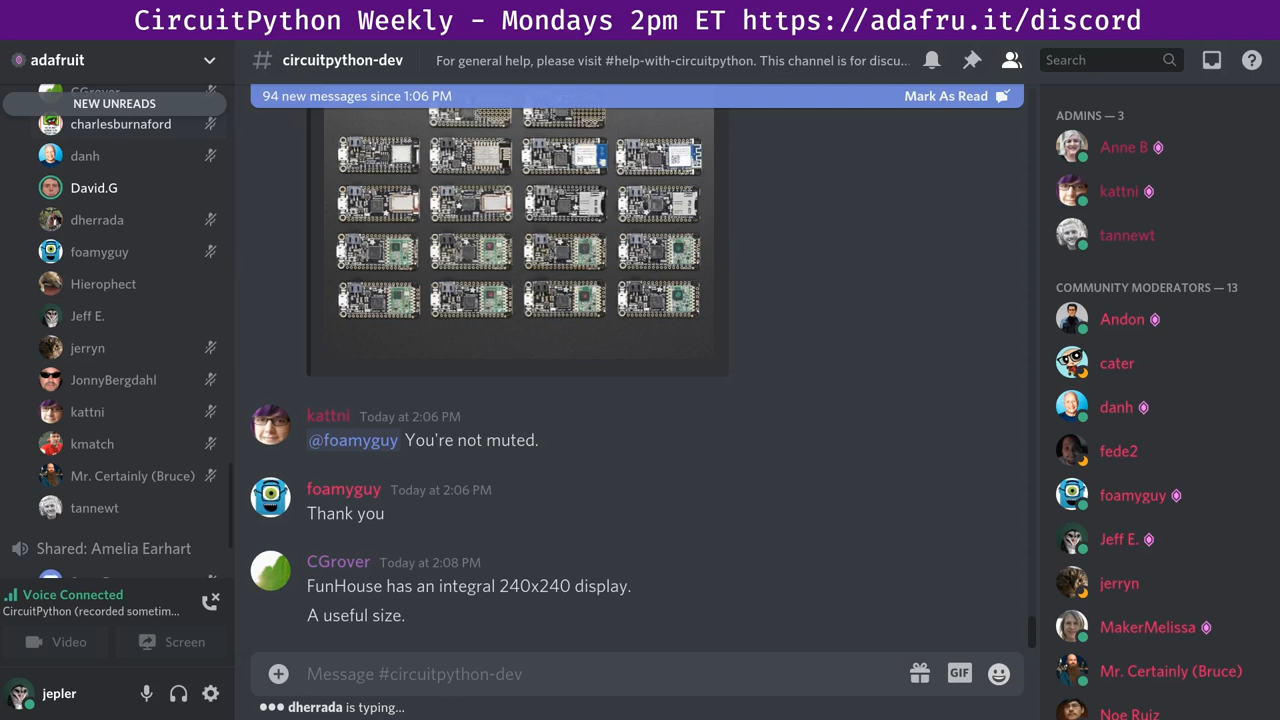 CircuitPython Weekly - Mondays 2pm ET https://adafru.it/discord
adafruit
CGrover
NEW UNREADS
charlesburnaford
danh
David.G
dherrada
foamyguy
Hierophect
Jeff E.
jerryn
JonnyBergdahl
kattni
kmatch
Mr. Certainly (Bruce)
tannewt
Shared: Amelia Earhart
Voice Connected
CircuitPython (recorded sometim...
Video
Screen
jepler
# circuitpython-dev
For general help, please visit #help-with-circuitpython. This channel is for discu...
Search
94 new messages since 1:06 PM
Mark As Read
kattni Today at 2:06 PM
@foamyguy You're not muted.
foamyguy Today at 2:06 PM
Thank you
CGrover Today at 2:08 PM
FunHouse has an integral 240x240 display.
A useful size.
Message #circuitpython-dev
GIF
dherrada is typing...
ADMINS — 3
Anne B
kattni
tannewt
COMMUNITY MODERATORS — 13
Andon
cater
danh
fede2
foamyguy
Jeff E.
jerryn
MakerMelissa
Mr. Certainly (Bruce)
Noe Ruiz